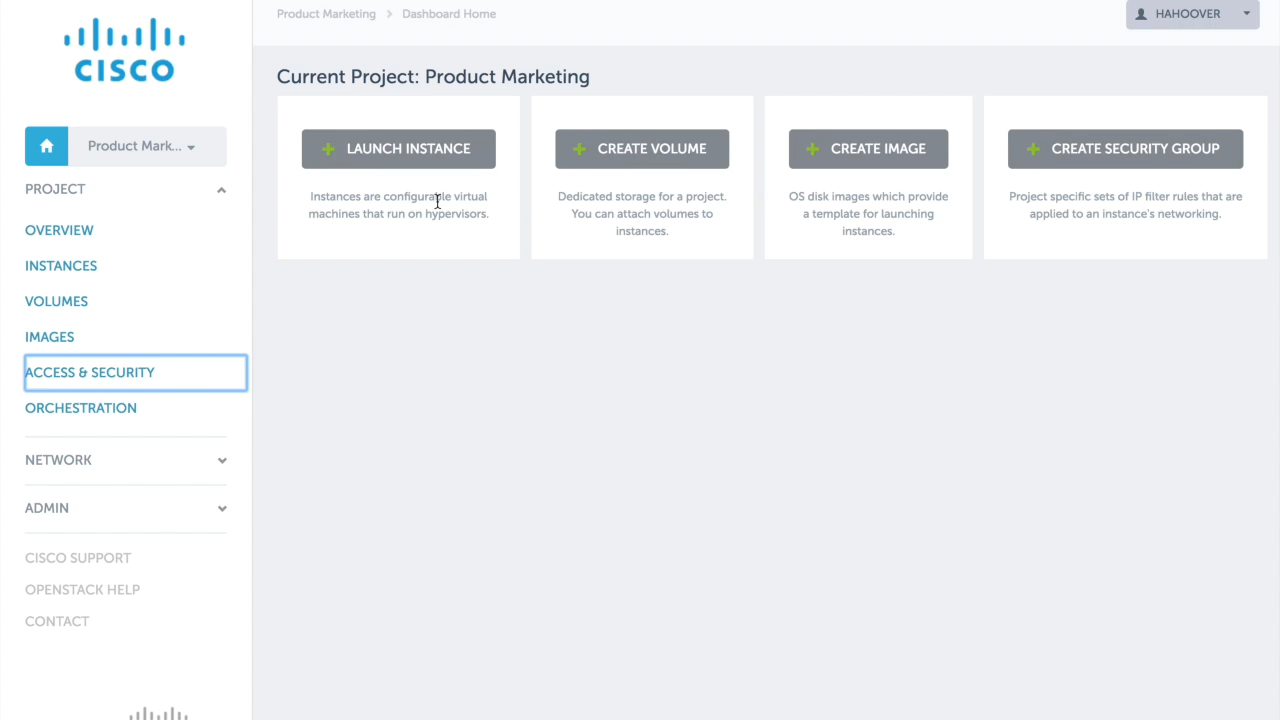 Product Marketing > Dashboard Home
HAHOOVER
CISCO
Product Mark...
PROJECT
OVERVIEW
INSTANCES
VOLUMES
IMAGES
ACCESS & SECURITY
ORCHESTRATION
NETWORK
ADMIN
CISCO SUPPORT
OPENSTACK HELP
CONTACT
Current Project: Product Marketing
LAUNCH INSTANCE
Instances are configurable virtual
machines that run on hypervisors.
CREATE VOLUME
Dedicated storage for a project.
You can attach volumes to
instances.
CREATE IMAGE
OS disk images which provide
a template for launching
instances.
CREATE SECURITY GROUP
Project specific sets of IP filter rules that are
applied to an instance's networking.